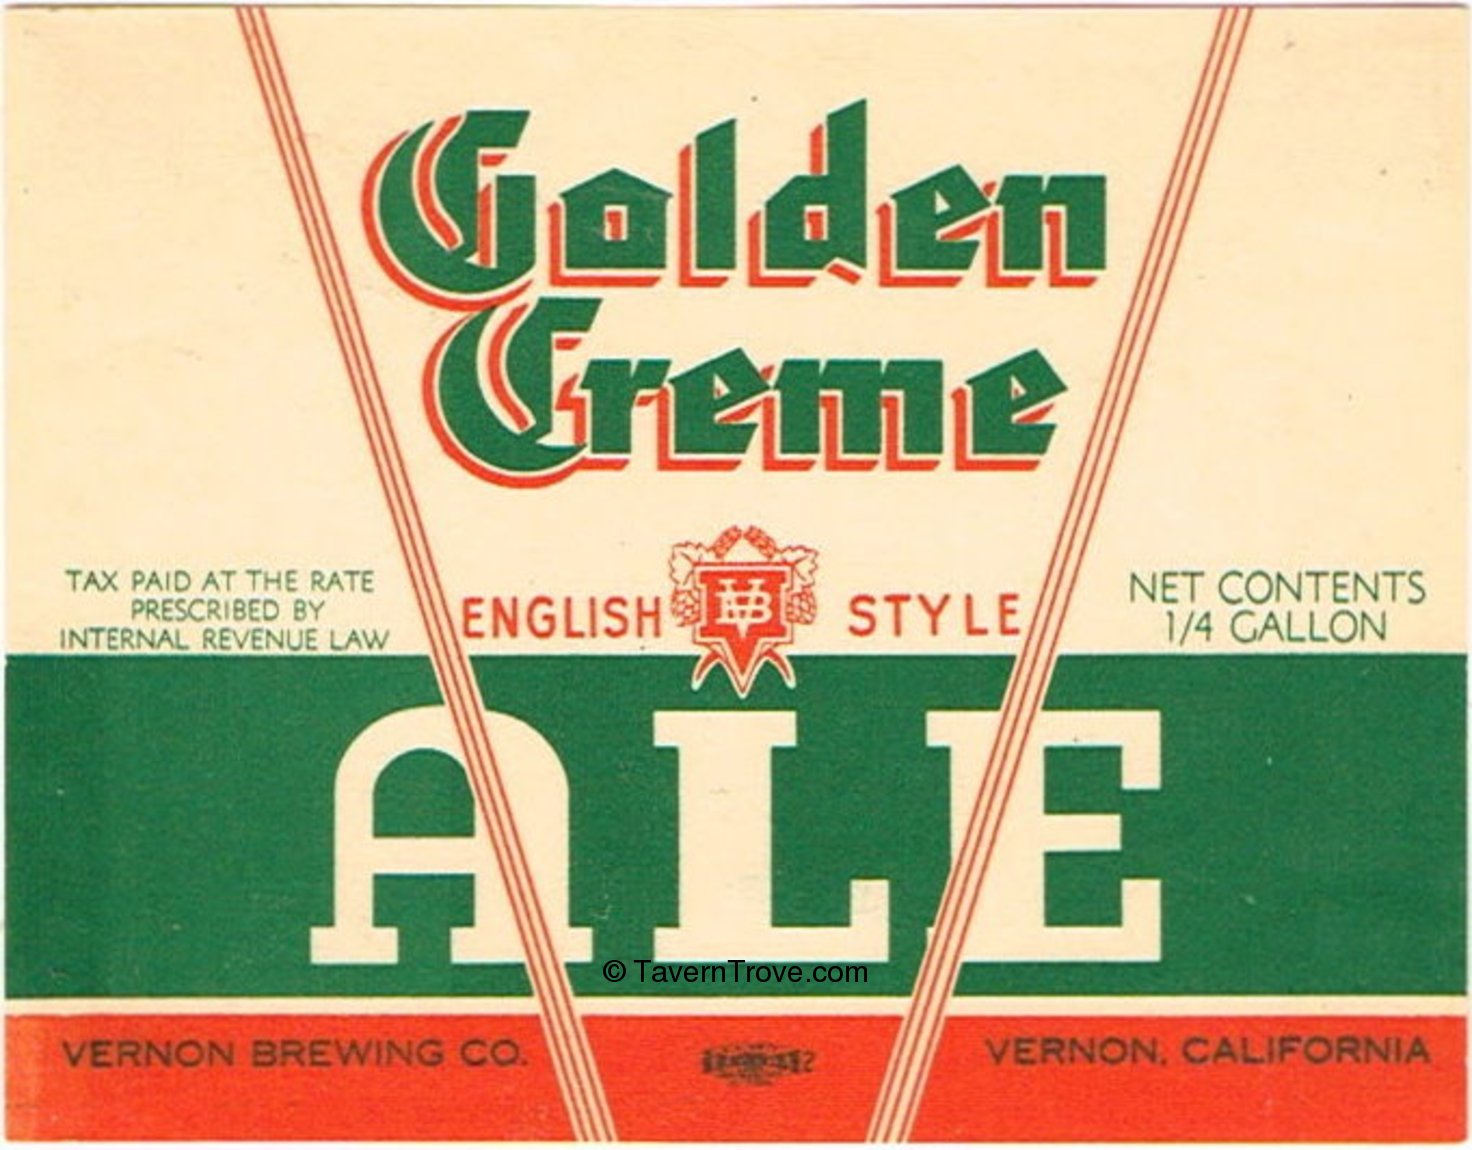 Golden
Creme
ENGLISH STYLE
TAX PAID AT THE RATE
PRESCRIBED BY
INTERNAL REVENUE LAW
NET CONTENTS
1/4 GALLON
ALE
© TavernTrove.com
VERNON BREWING CO.
VERNON, CALIFORNIA